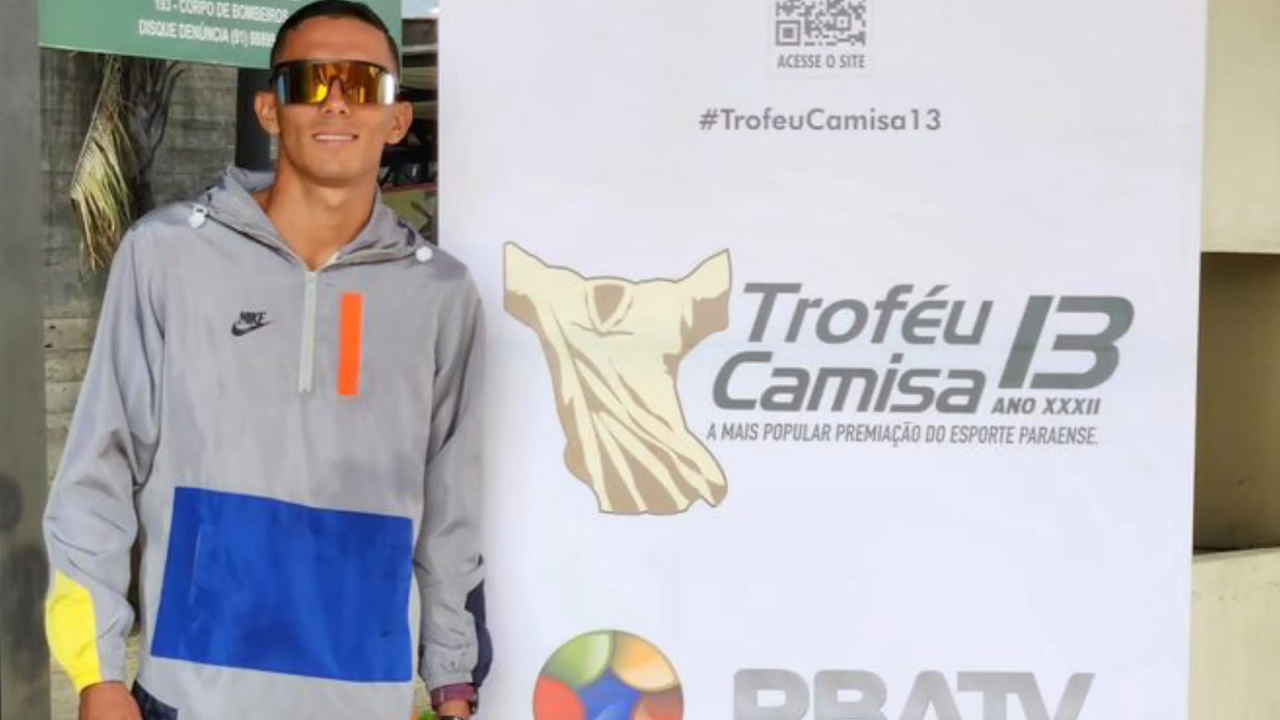 193 - CORPO DE BOMBEIROS
DISQUE DENÚNCIA (91)
ACESSE O SITE
#TrofeuCamisa13
NIKE
Troféu
Camisa 13
ANO XXXII
A MAIS POPULAR PREMIAÇÃO DO ESPORTE PARAENSE.
RBATV